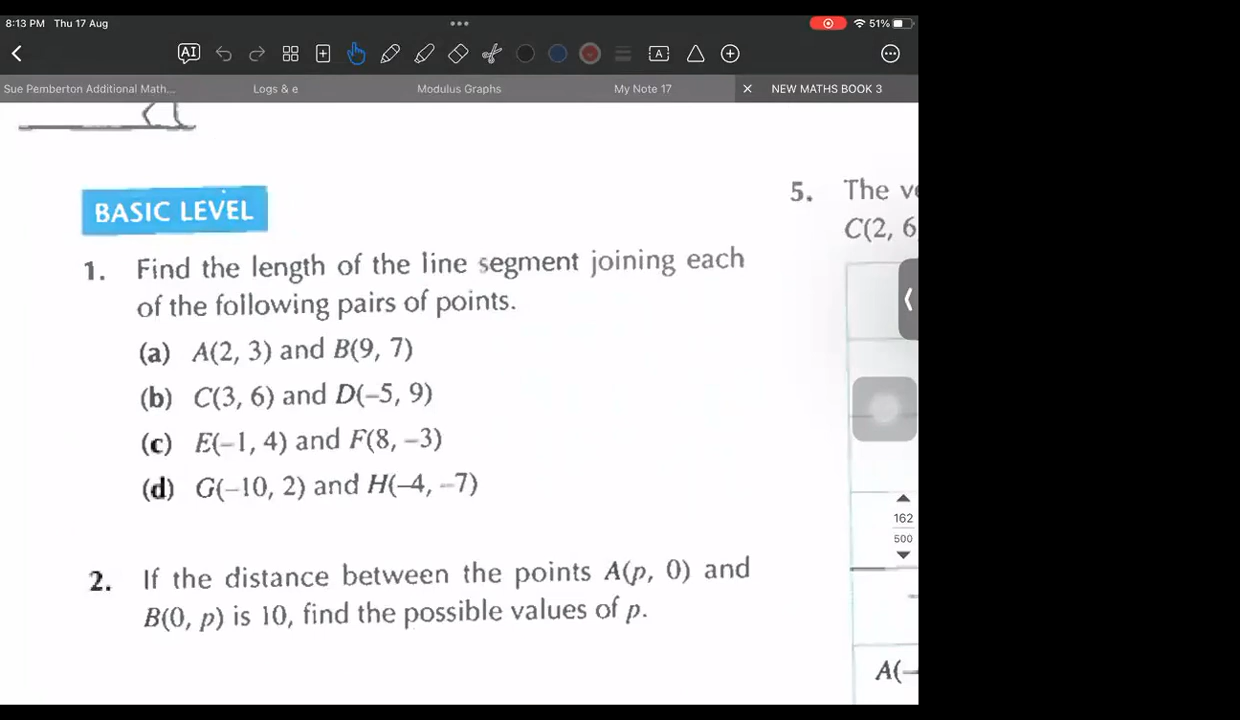 8:13 PM Thu 17 Aug
51%
AI
A
Sue Pemberton Additional Math... Logs & e Modulus Graphs My Note 17 × NEW MATHS BOOK 3
BASIC LEVEL
1. Find the length of the line segment joining each
of the following pairs of points.
(a) A(2, 3) and B(9, 7)
(b) C(3, 6) and D(–5, 9)
(c) E(–1, 4) and F(8, –3)
(d) G(–10, 2) and H(–4, –7)
2. If the distance between the points A(p, 0) and
B(0, p) is 10, find the possible values of p.
5. The
C(2, 6
162
500
A(–